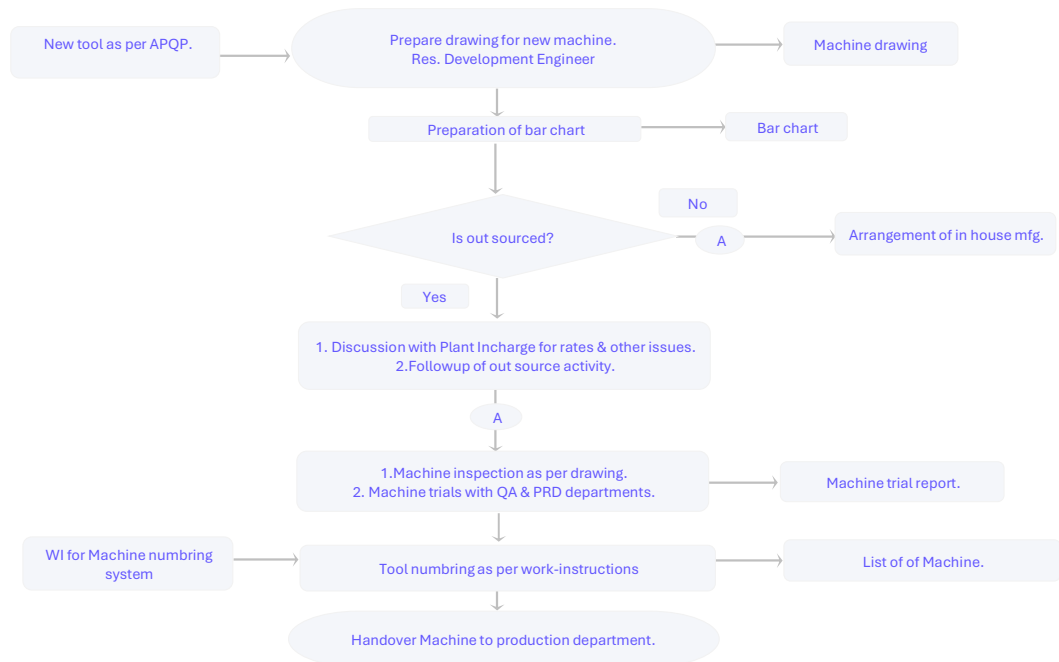 New tool as per APQP.
Prepare drawing for new machine.
Res. Development Engineer
Machine drawing
Preparation of bar chart
Bar chart
No
Is out sourced?
A
Arrangement of in house mfg.
Yes
1. Discussion with Plant Incharge for rates & other issues.
2.Followup of out source activity.
A
1.Machine inspection as per drawing.
2. Machine trials with QA & PRD departments.
Machine trial report.
WI for Machine numbring
system
Tool numbring as per work-instructions
List of of Machine.
Handover Machine to production department.